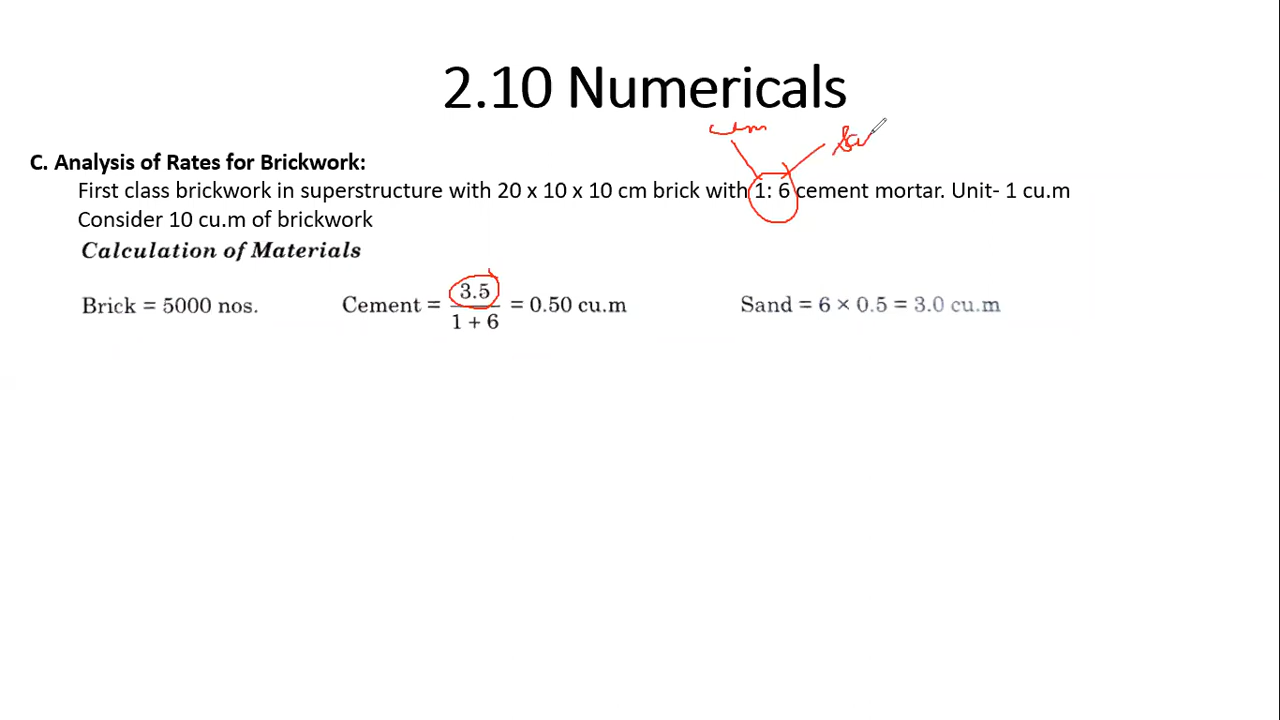 2.10 Numericals
cem
C. Analysis of Rates for Brickwork:
First class brickwork in superstructure with 20 x 10 x 10 cm brick with 1: 6 cement mortar. Unit- 1 cu.m
Consider 10 cu.m of brickwork
Calculation of Materials
Brick = 5000 nos. Cement = 3.5 / 1 + 6 = 0.50 cu.m Sand = 6 × 0.5 = 3.0 cu.m